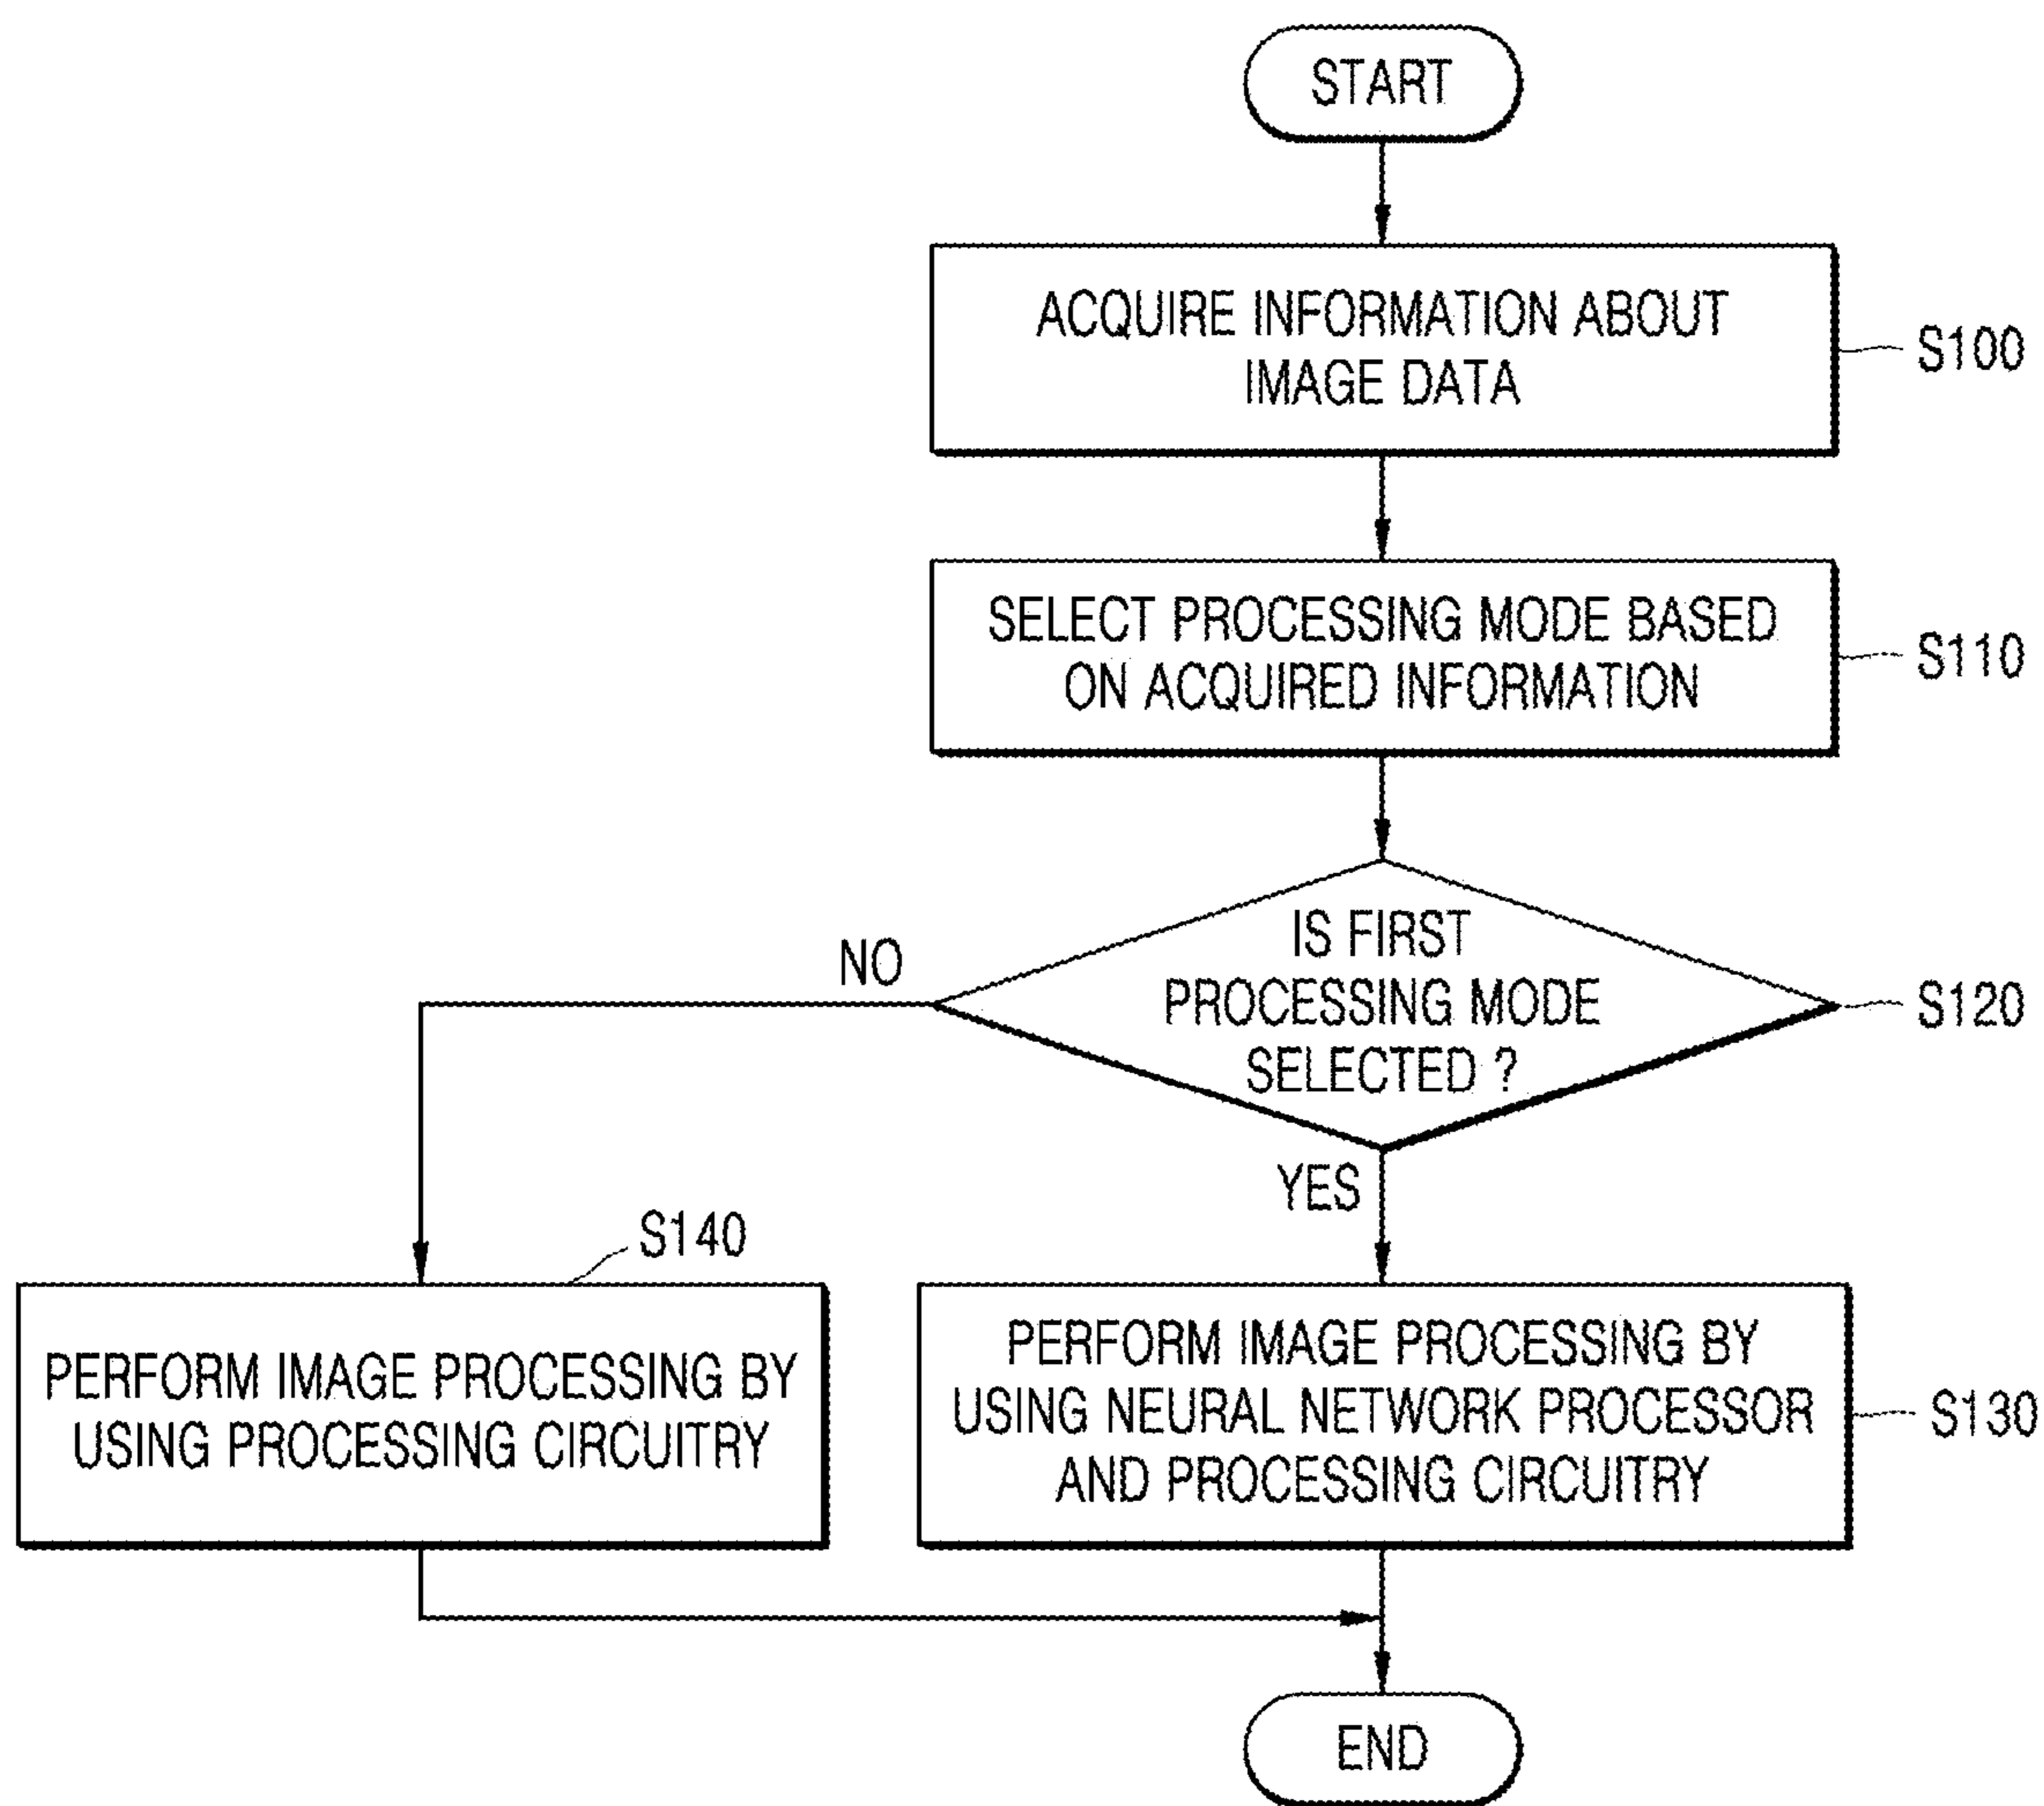 START
ACQUIRE INFORMATION ABOUT
IMAGE DATA
S100
SELECT PROCESSING MODE BASED
ON ACQUIRED INFORMATION
S110
IS FIRST
PROCESSING MODE
SELECTED ?
S120
NO
YES
S140
PERFORM IMAGE PROCESSING BY
USING PROCESSING CIRCUITRY
PERFORM IMAGE PROCESSING BY
USING NEURAL NETWORK PROCESSOR
AND PROCESSING CIRCUITRY
S130
END